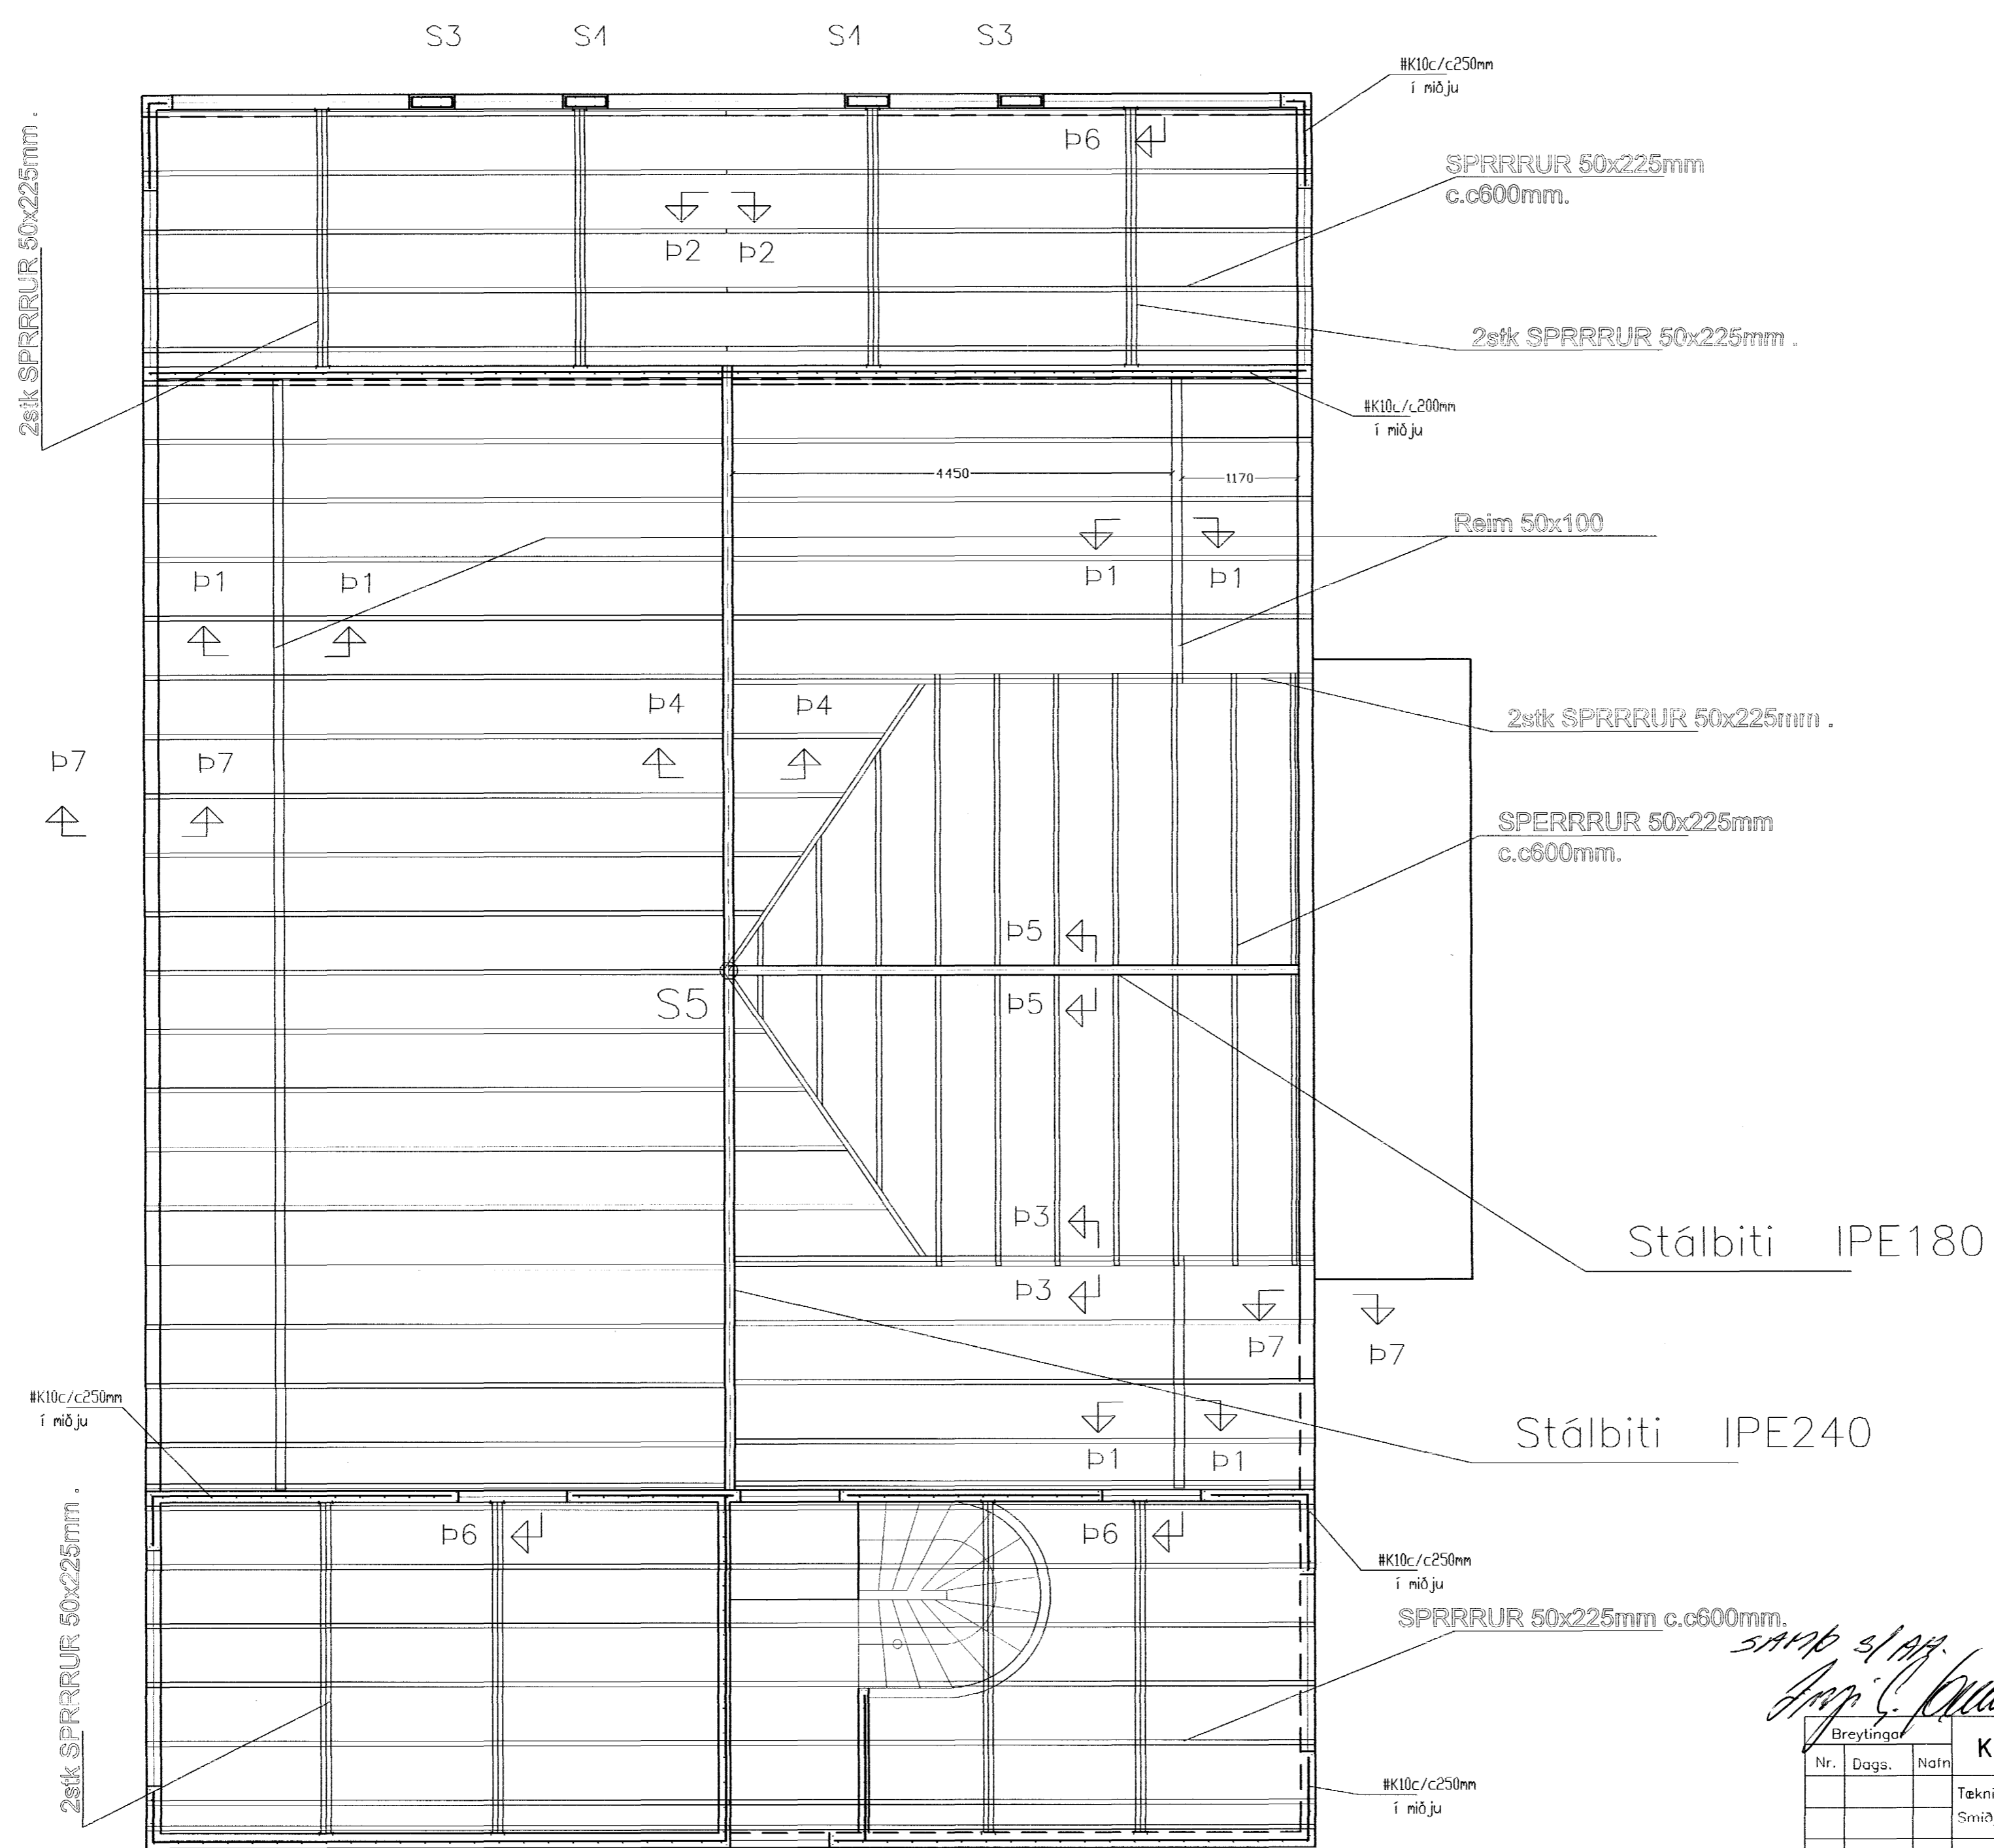 S3 S1 S1 S3
#K10c/c250mm
í miðju
2stk SPRRRUR 50x225mm .
Þ6
SPRRRUR 50x225mm
c.c600mm.
Þ2 Þ2
2stk SPRRRUR 50x225mm .
#K10c/c200mm
í miðju
4450
1170
Reim 50x100
Þ1 Þ1
Þ1 Þ1
Þ4 Þ4
2stk SPRRRUR 50x225mm .
Þ7 Þ7
SPERRRUR 50x225mm
c.c600mm.
Þ5
S5
Þ5
Þ3
Stálbiti IPE180
Þ3
Þ7 Þ7
#K10c/c250mm
í miðju
Stálbiti IPE240
Þ1 Þ1
2stk SPRRRUR 50x225mm .
Þ6 Þ6
#K10c/c250mm
í miðju
SPRRRUR 50x225mm c.c600mm.
Breytingar
K
Nr. Dags. Nafn
Tækni
Smið
#K10c/c250mm
í miðju